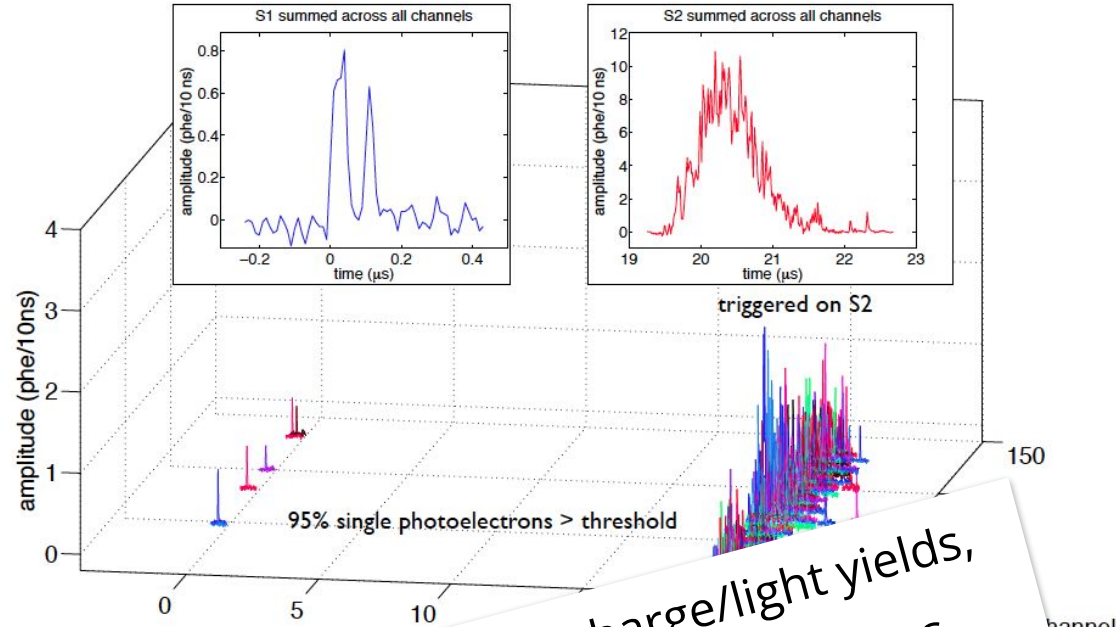 S1 summed across all channels
S2 summed across all channels
amplitude (phe/10 ns)
0.8
0.6
0.4
0.2
0
−0.2 0 0.2 0.4
time (μs)
amplitude (phe/10 ns)
12
10
8
6
4
2
0
19 20 21 22 23
time (μs)
triggered on S2
amplitude (phe/10ns)
4
3
2
1
0
150
95% single photoelectrons > threshold
0 5 10
/light yields,